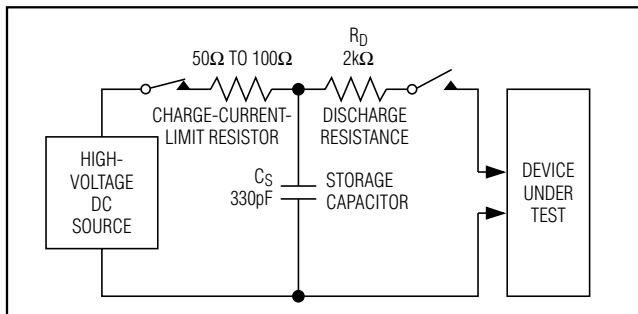 50Ω TO 100Ω
CHARGE-CURRENT-
LIMIT RESISTOR
R_D
2kΩ
DISCHARGE
RESISTANCE
HIGH-
VOLTAGE
DC
SOURCE
C_S
330pF
STORAGE
CAPACITOR
DEVICE
UNDER
TEST